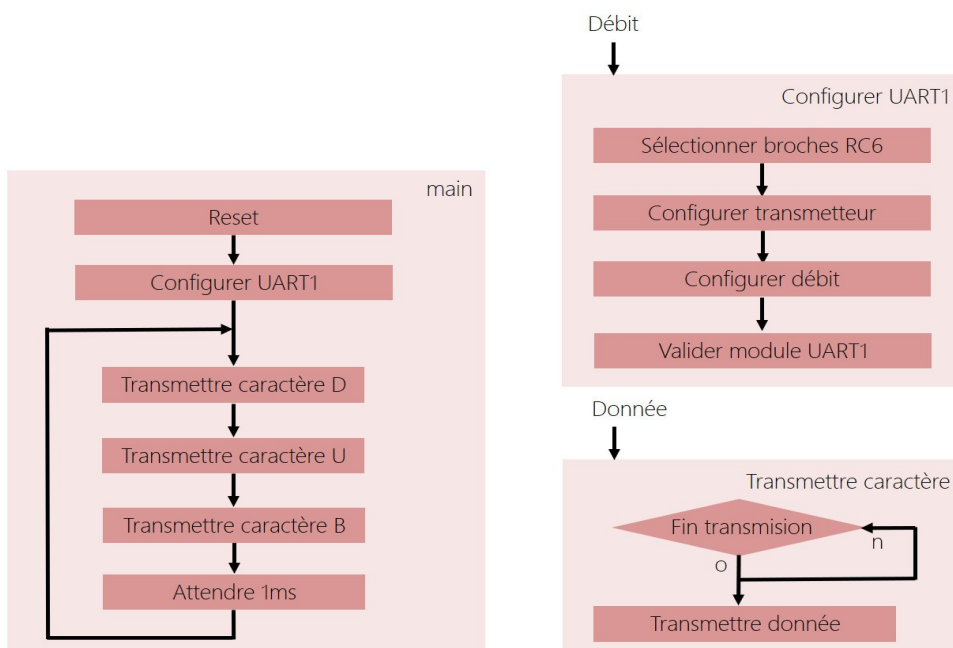 main
Reset
Configurer UART1
Transmettre caractère D
Transmettre caractère U
Transmettre caractère B
Attendre 1ms
Débit
Configurer UART1
Sélectionner broches RC6
Configurer transmetteur
Configurer débit
Valider module UART1
Donnée
Transmettre caractère
Fin transmision
n
o
Transmettre donnée